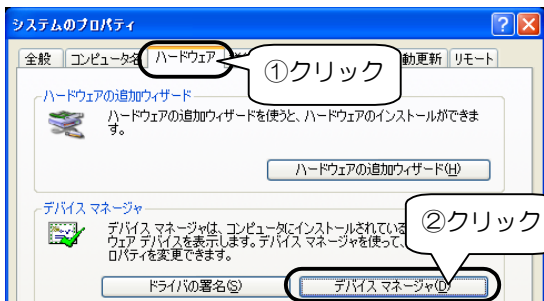 システムのプロパティ
全般 コンピュータ名 ハードウェア 動更新 リモート
①クリック
ハードウェアの追加ウィザード
ハードウェアの追加ウィザードを使うと、ハードウェアのインストールができま
す。
ハードウェアの追加ウィザード(H)
デバイス マネージャ
デバイス マネージャは、コンピュータにインストールされている
ウェア デバイスを表示します。デバイス マネージャを使って、
ロパティを変更できます。
②クリック
ドライバの署名(S) デバイス マネージャ(D)